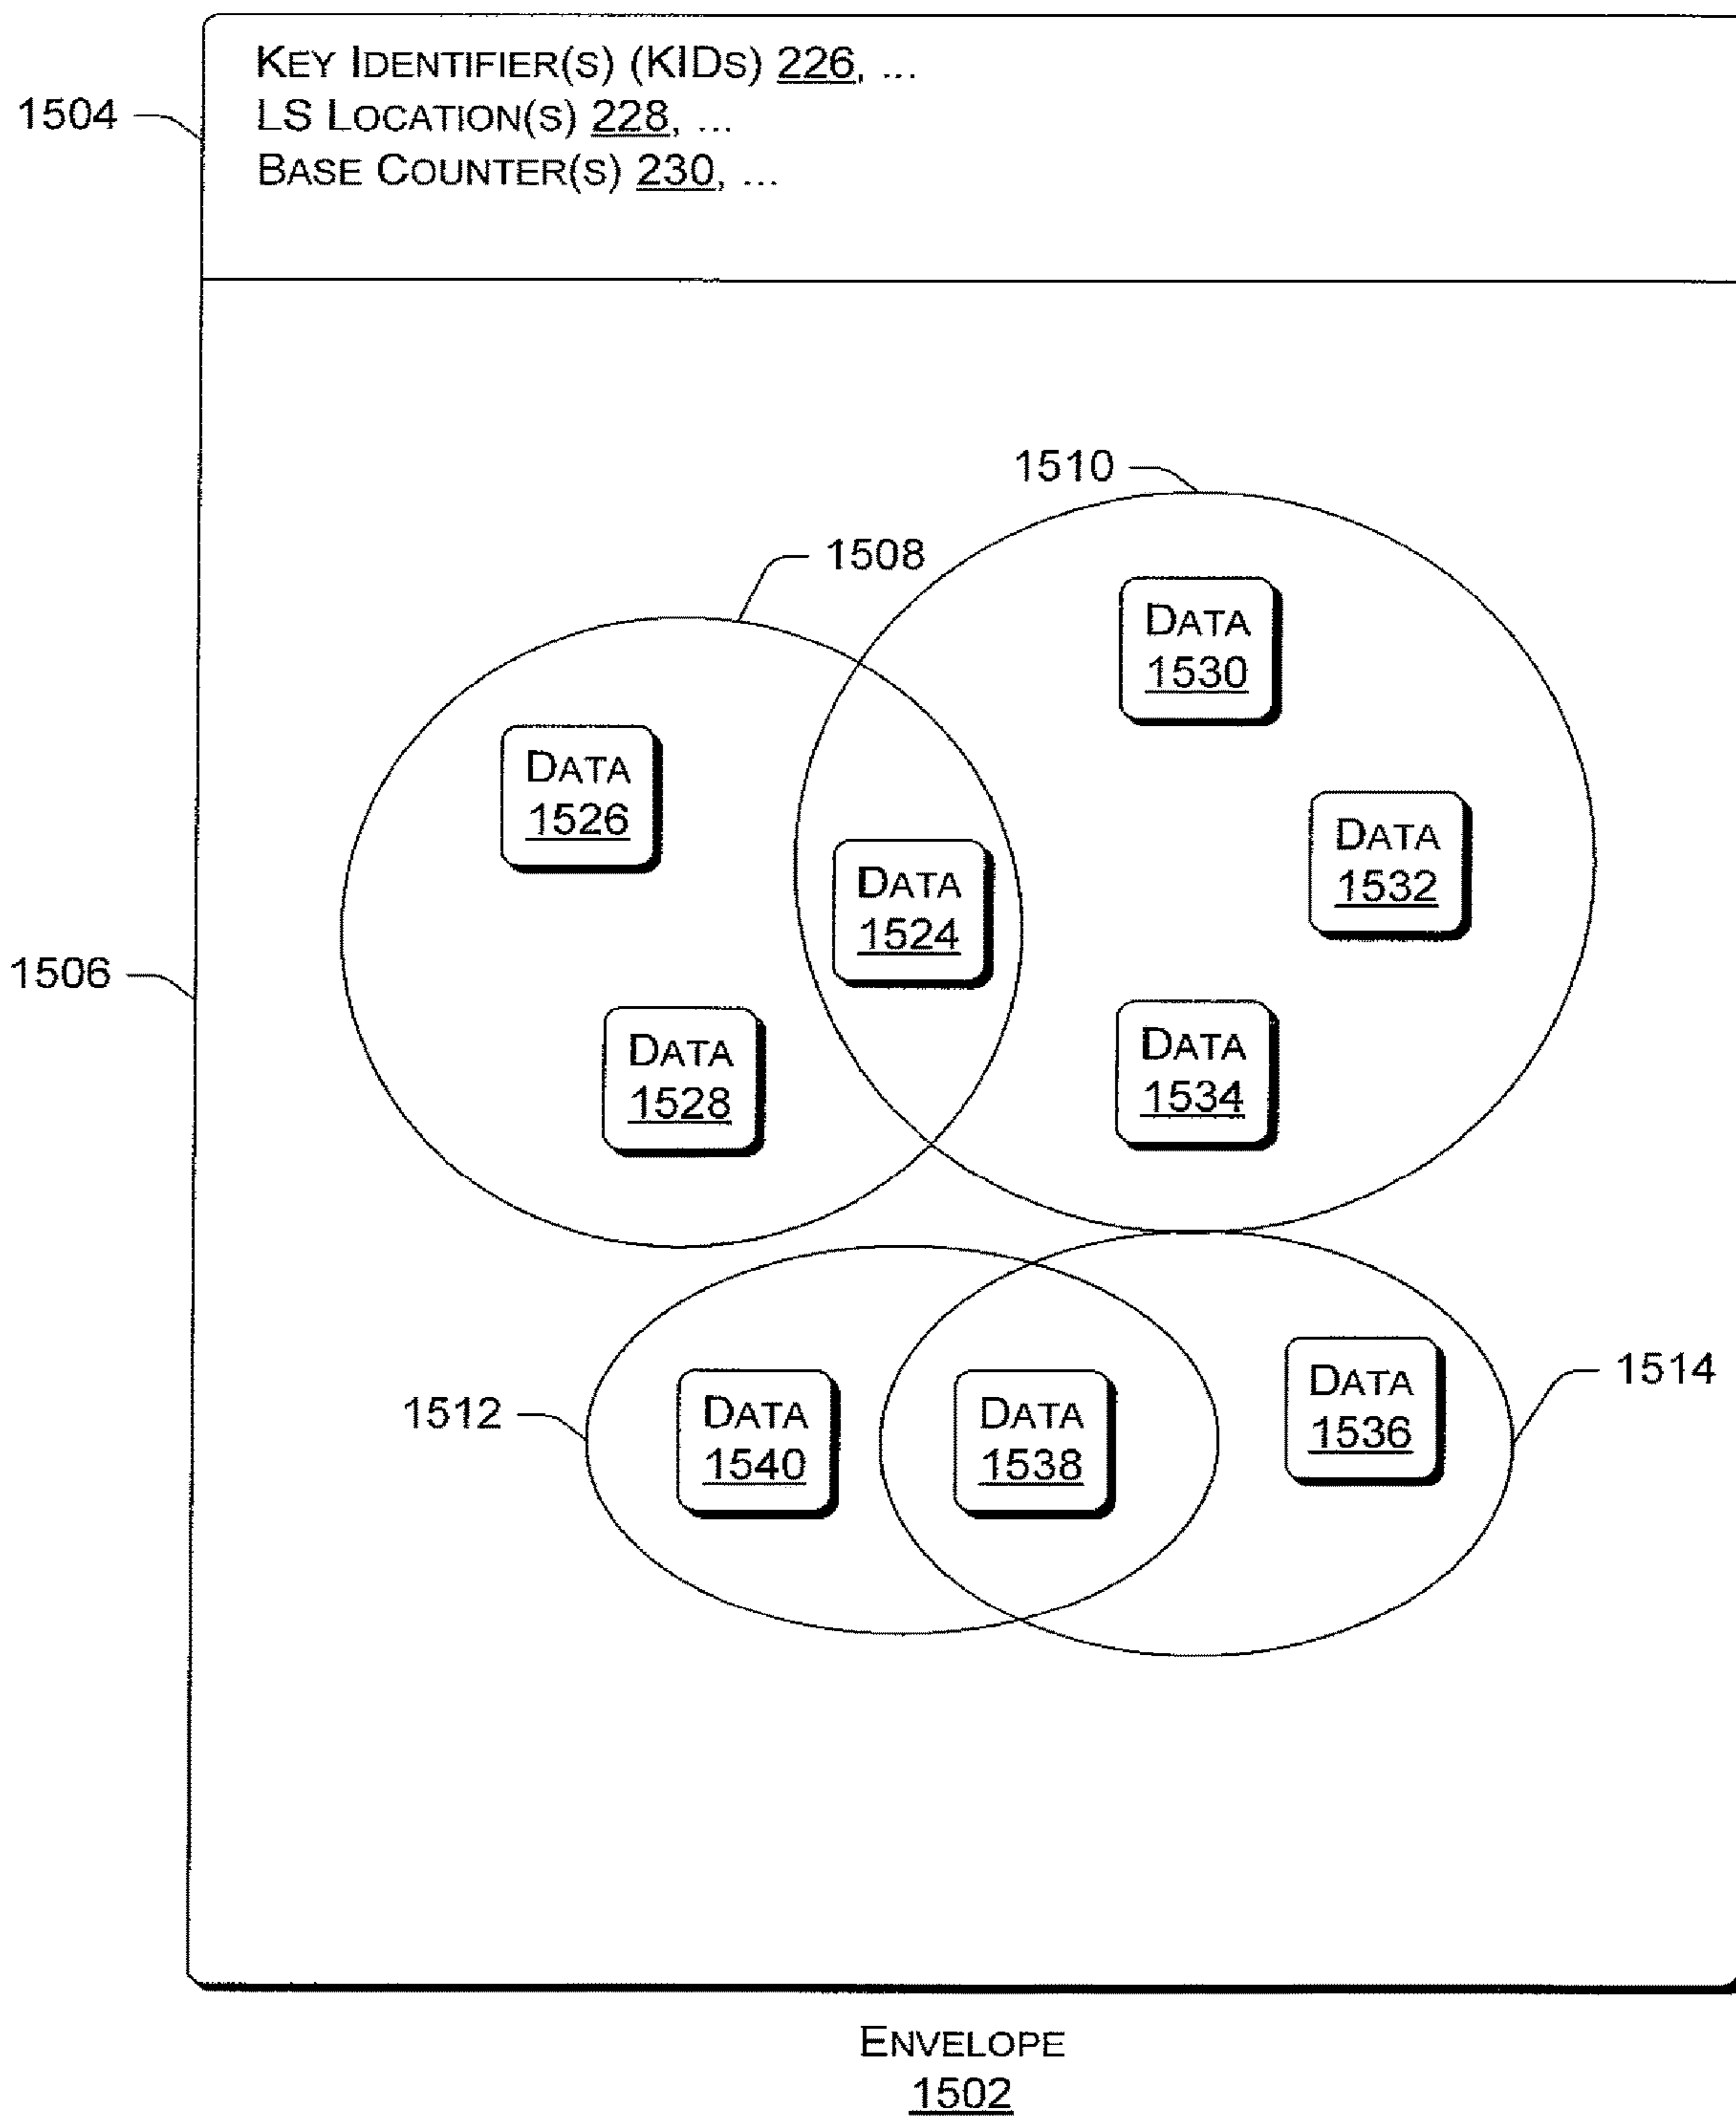 KEY IDENTIFIER(S) (KIDS) 226, ...
1504
LS LOCATION(S) 228, ...
BASE COUNTER(S) 230, ...
1510
1508
DATA
1530
DATA
1526
DATA
1532
DATA
1524
1506
DATA
1528
DATA
1534
DATA
1536
1514
1512
DATA
1540
DATA
1538
ENVELOPE
1502